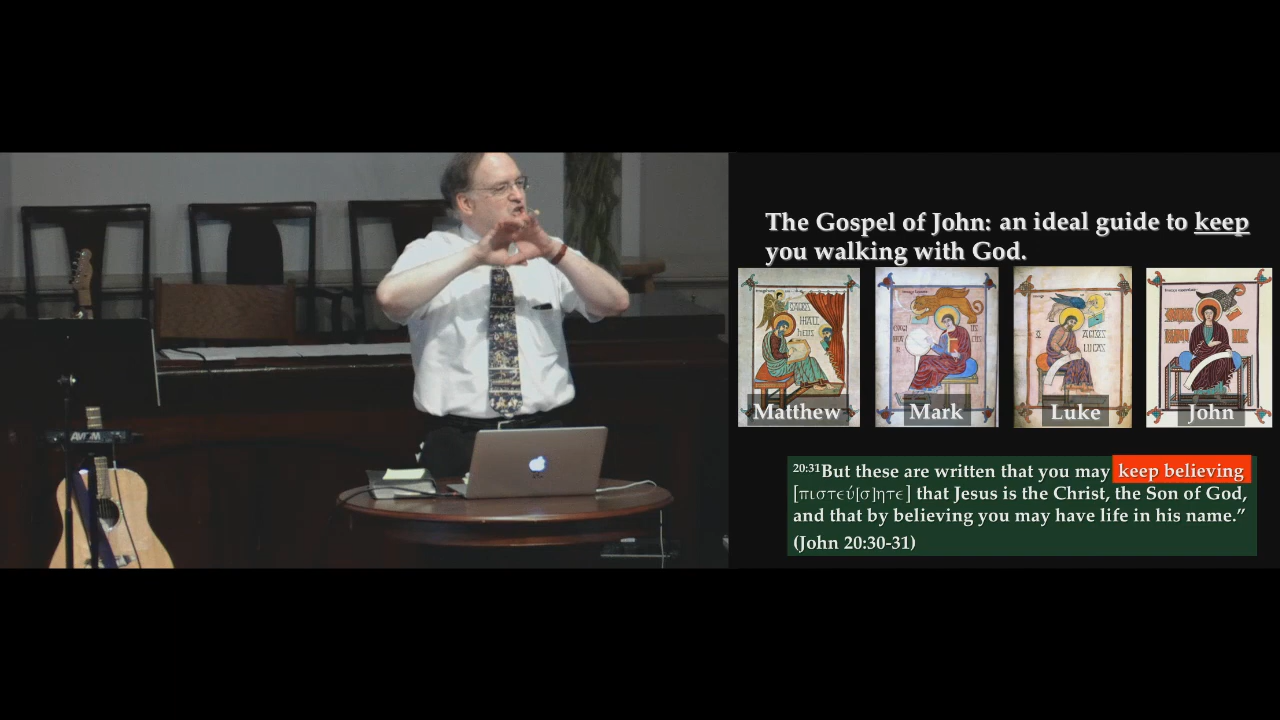 The Gospel of John: an ideal guide to keep
you walking with God.
Matthew
Mark
Luke
John
20:31But these are written that you may keep believing
[πιστεύ[σ]ητε] that Jesus is the Christ, the Son of God,
and that by believing you may have life in his name.”
(John 20:30-31)